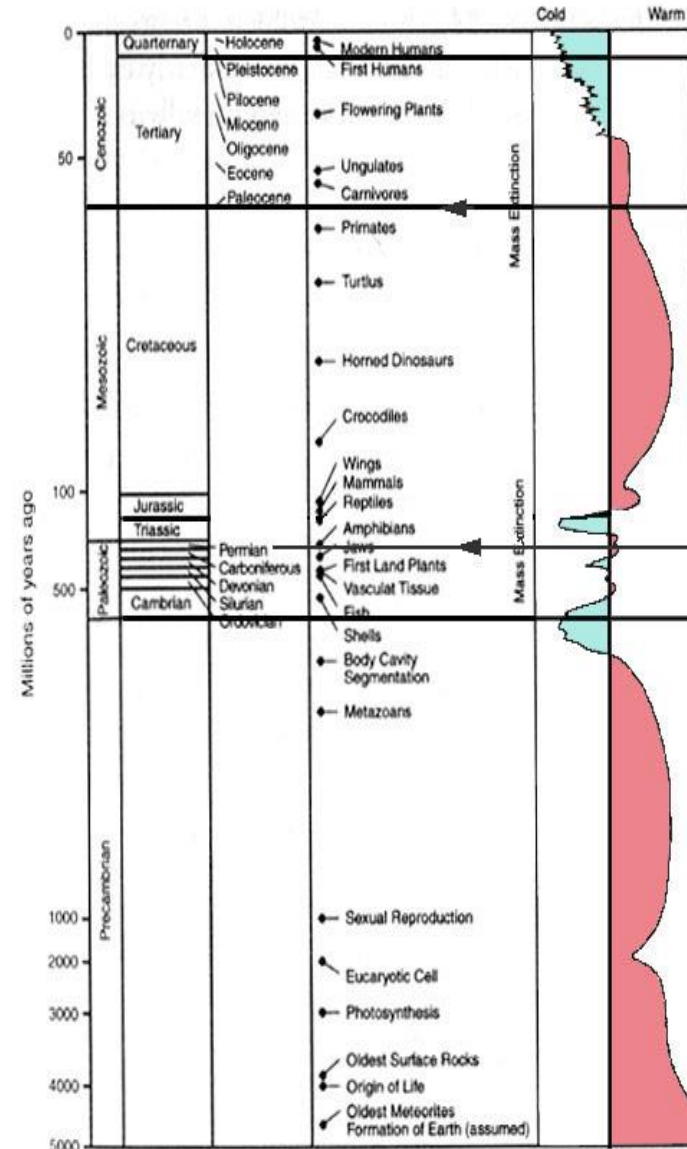 Cold
Warm
0
50
100
500
1000
2000
3000
4000
5000
Millions of years ago
Cenozoic
Mesozoic
Paleozoic
Precambrian
Quarternary
Tertiary
Cretaceous
Jurassic
Triassic
Cambrian
Holocene
Pleistocene
Pilocene
Miocene
Oligocene
Eocene
Paleocene
Permian
Carboniferous
Devonian
Silurian
Ordovician
Modern Humans
First Humans
Flowering Plants
Ungulates
Carnivores
Primates
Turtlus
Horned Dinosaurs
Crocodiles
Wings
Mammals
Reptiles
Amphibians
Jaws
First Land Plants
Vasculat Tissue
Fish
Shells
Body Cavity
Segmentation
Metazoans
Sexual Reproduction
Eucaryotic Cell
Photosynthesis
Oldest Surface Rocks
Origin of Life
Oldest Meteorites
Formation of Earth (assumed)
Mass Extinction
Mass Extinction